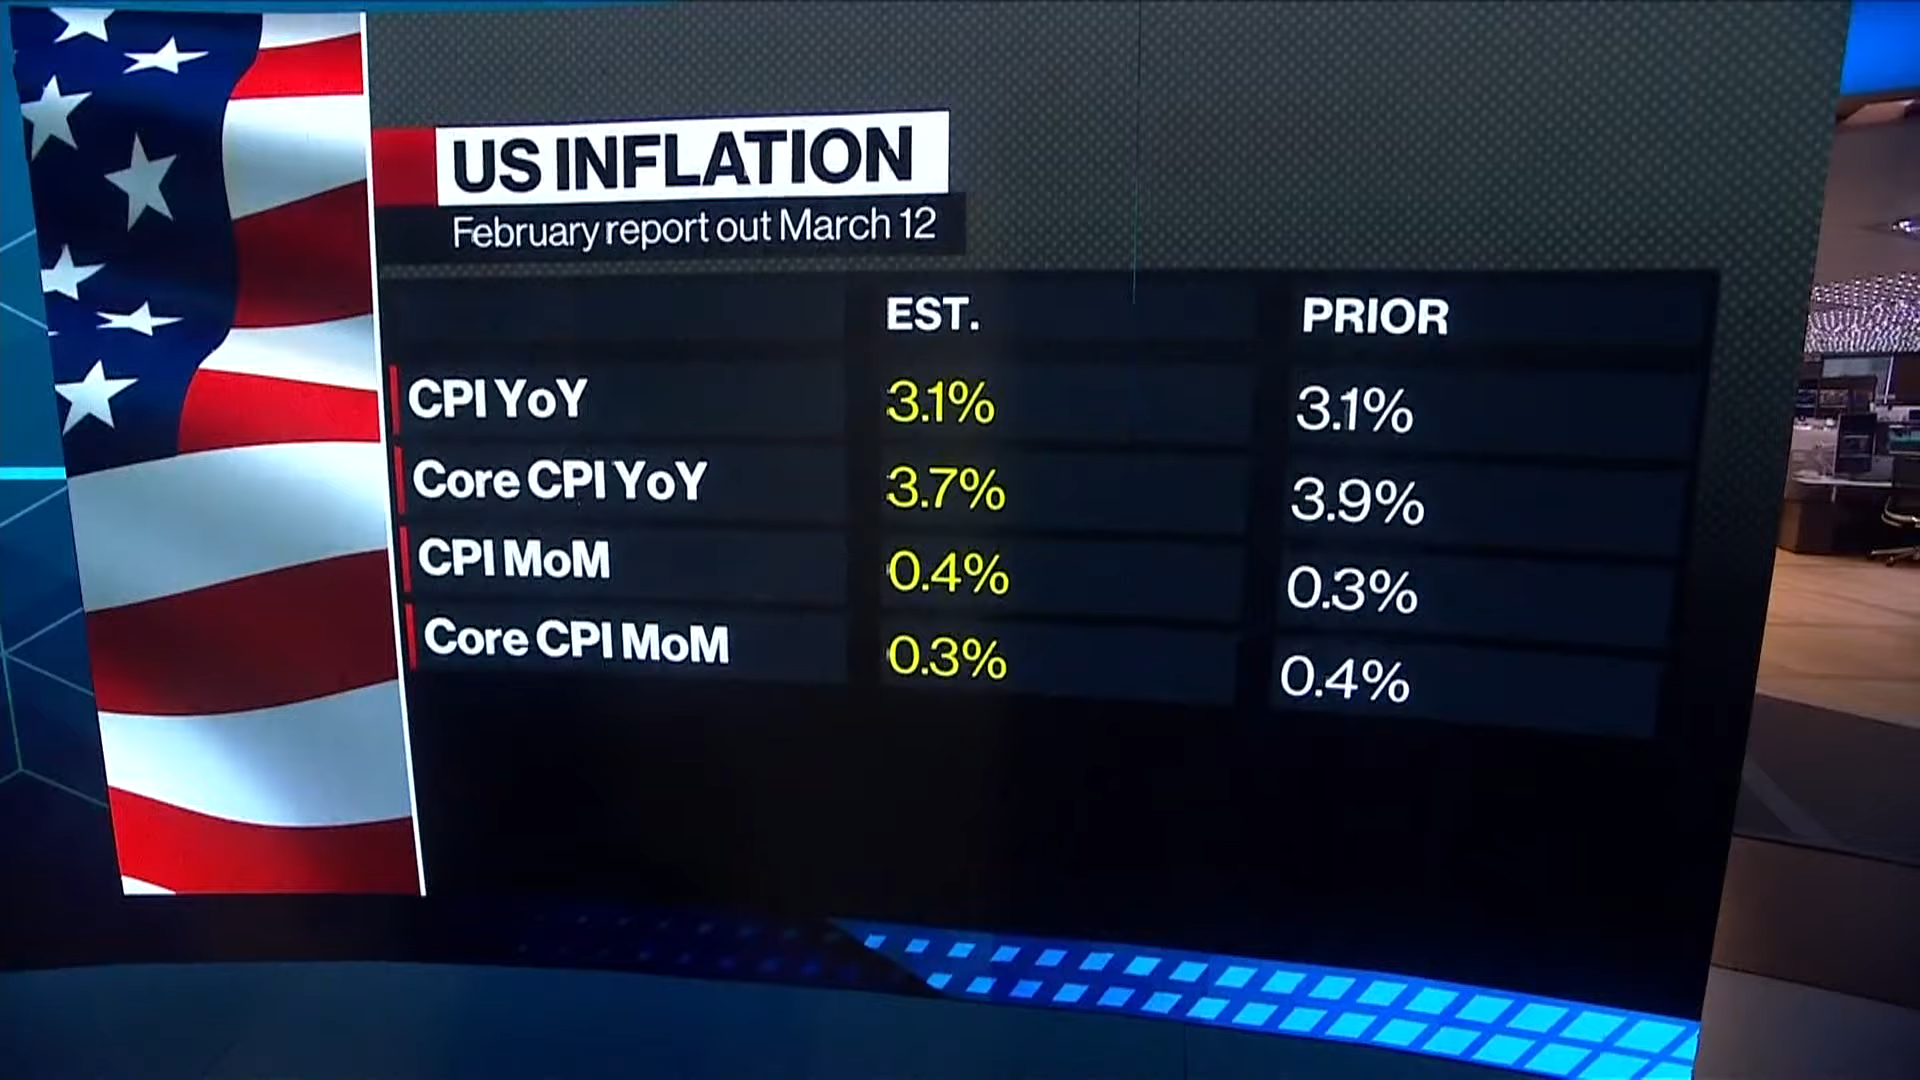 US INFLATION
February report out March 12
EST. PRIOR
CPI YoY 3.1% 3.1%
Core CPI YoY 3.7% 3.9%
CPI MoM 0.4% 0.3%
Core CPI MoM 0.3% 0.4%